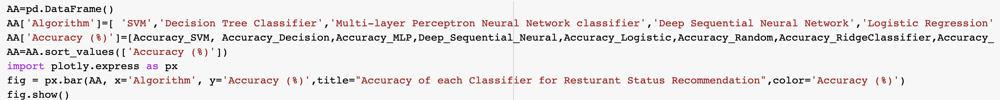 AA=pd.DataFrame()
AA['Algorithm']=[ 'SVM','Decision Tree Classifier','Multi-layer Perceptron Neural Network classifier','Deep Sequential Neural Network','Logistic Regression'
AA['Accuracy (%)']=[Accuracy_SVM, Accuracy_Decision,Accuracy_MLP,Deep_Sequential_Neural,Accuracy_Logistic,Accuracy_Random,Accuracy_RidgeClassifier,Accuracy_
AA=AA.sort_values(['Accuracy (%)'])
import plotly.express as px
fig = px.bar(AA, x='Algorithm', y='Accuracy (%)',title="Accuracy of each Classifier for Resturant Status Recommendation",color='Accuracy (%)')
fig.show()